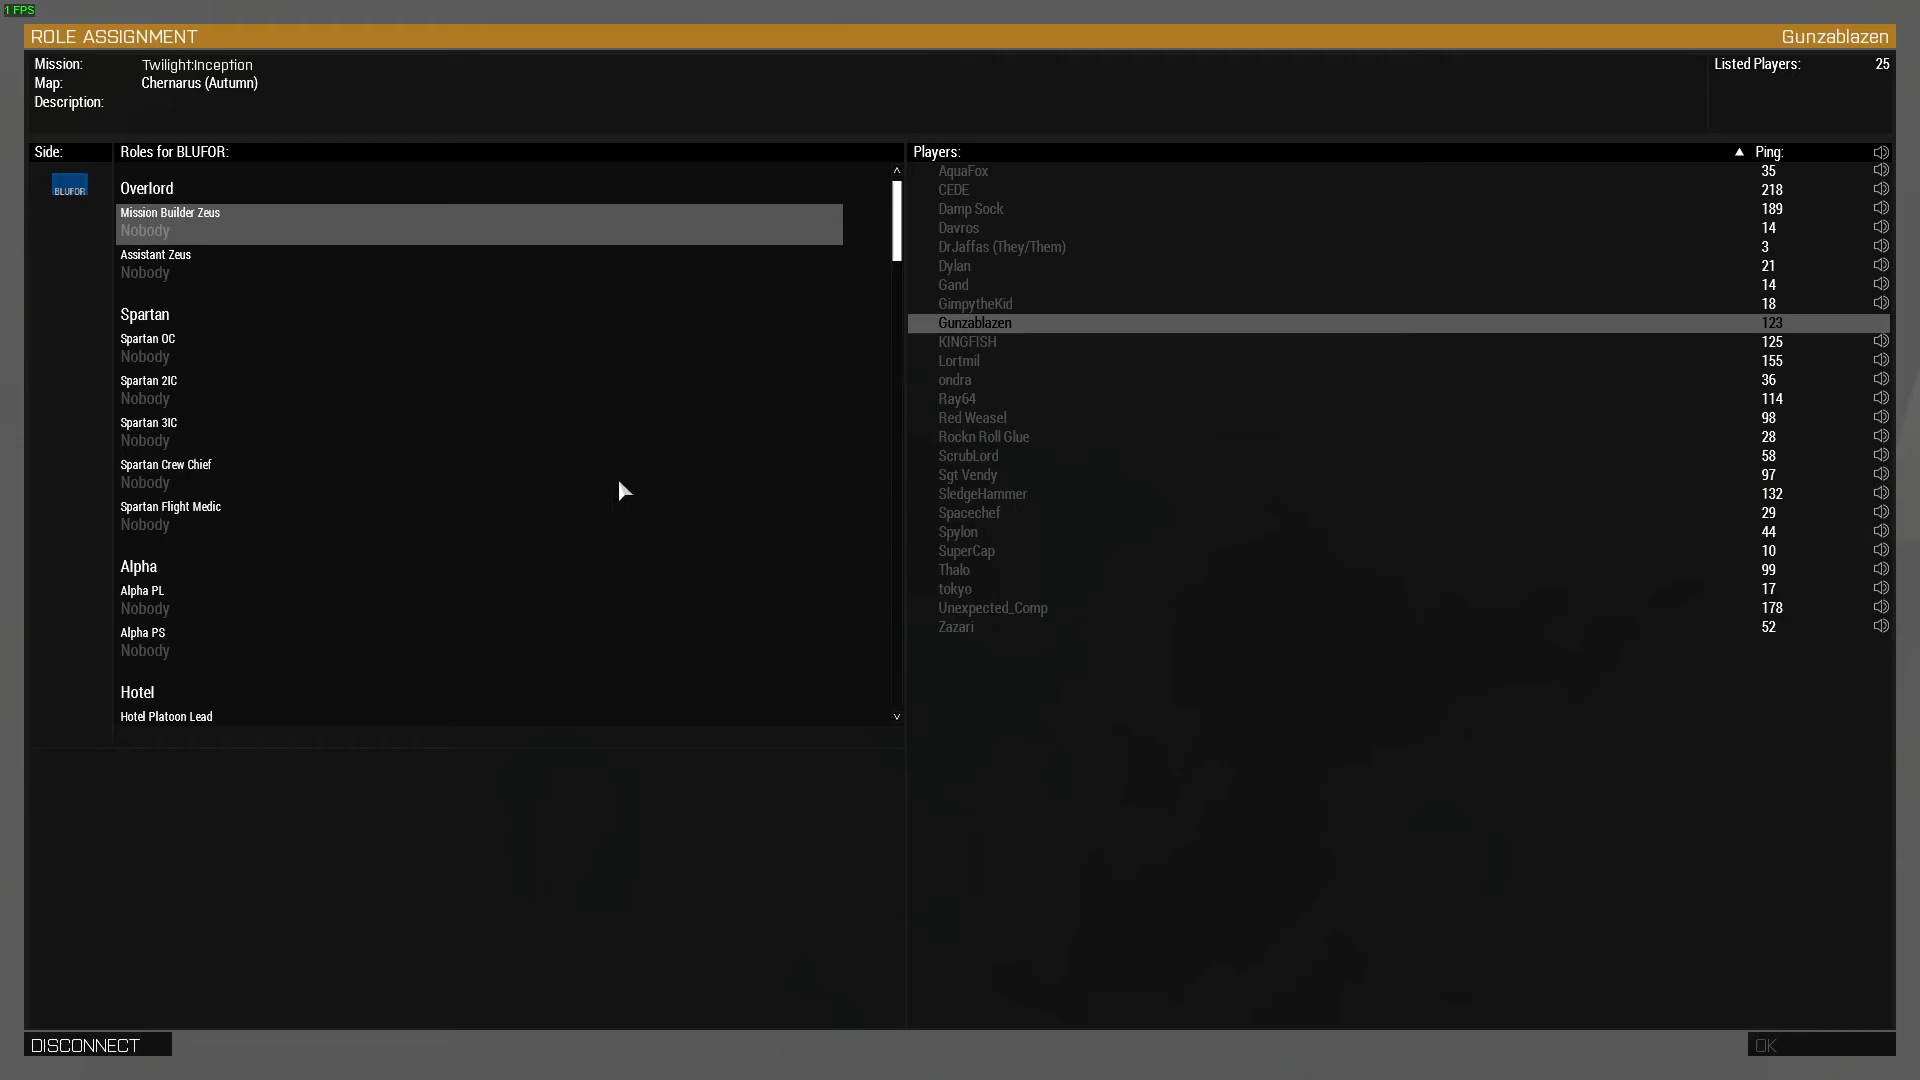 1 FPS
ROLE ASSIGNMENT
Gunzablazen
Mission: Twilight:Inception
Listed Players: 25
Map: Chernarus (Autumn)
Description:
Side:
BLUFOR
Roles for BLUFOR:
Overlord
Mission Builder Zeus
Nobody
Assistant Zeus
Nobody
Spartan
Spartan OC
Nobody
Spartan 2IC
Nobody
Spartan 3IC
Nobody
Spartan Crew Chief
Nobody
Spartan Flight Medic
Nobody
Alpha
Alpha PL
Nobody
Alpha PS
Nobody
Hotel
Hotel Platoon Lead
Players: Ping:
AquaFox 35
CEDE 218
Damp Sock 189
Davros 14
DrJaffas (They/Them) 3
Dylan 21
Gand 14
GimpytheKid 18
Gunzablazen 123
KINGFISH 125
Lortmil 155
ondra 36
Ray64 114
Red Weasel 98
Rockn Roll Glue 28
ScrubLord 58
Sgt Vendy 97
SledgeHammer 132
Spacechef 29
Spylon 44
SuperCap 10
Thalo 99
tokyo 17
Unexpected_Comp 178
Zazari 52
DISCONNECT
OK